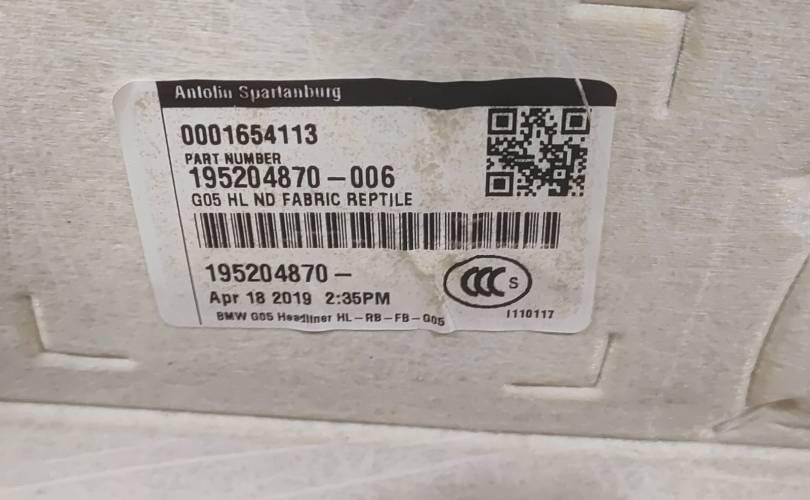 Antolin Spartanburg
0001654113
PART NUMBER
195204870-006
G05 HL ND FABRIC REPTILE
195204870-
CCC S
Apr 18 2019 2:35PM
BMW G05 Headliner HL-RB-FB-G05
1110117